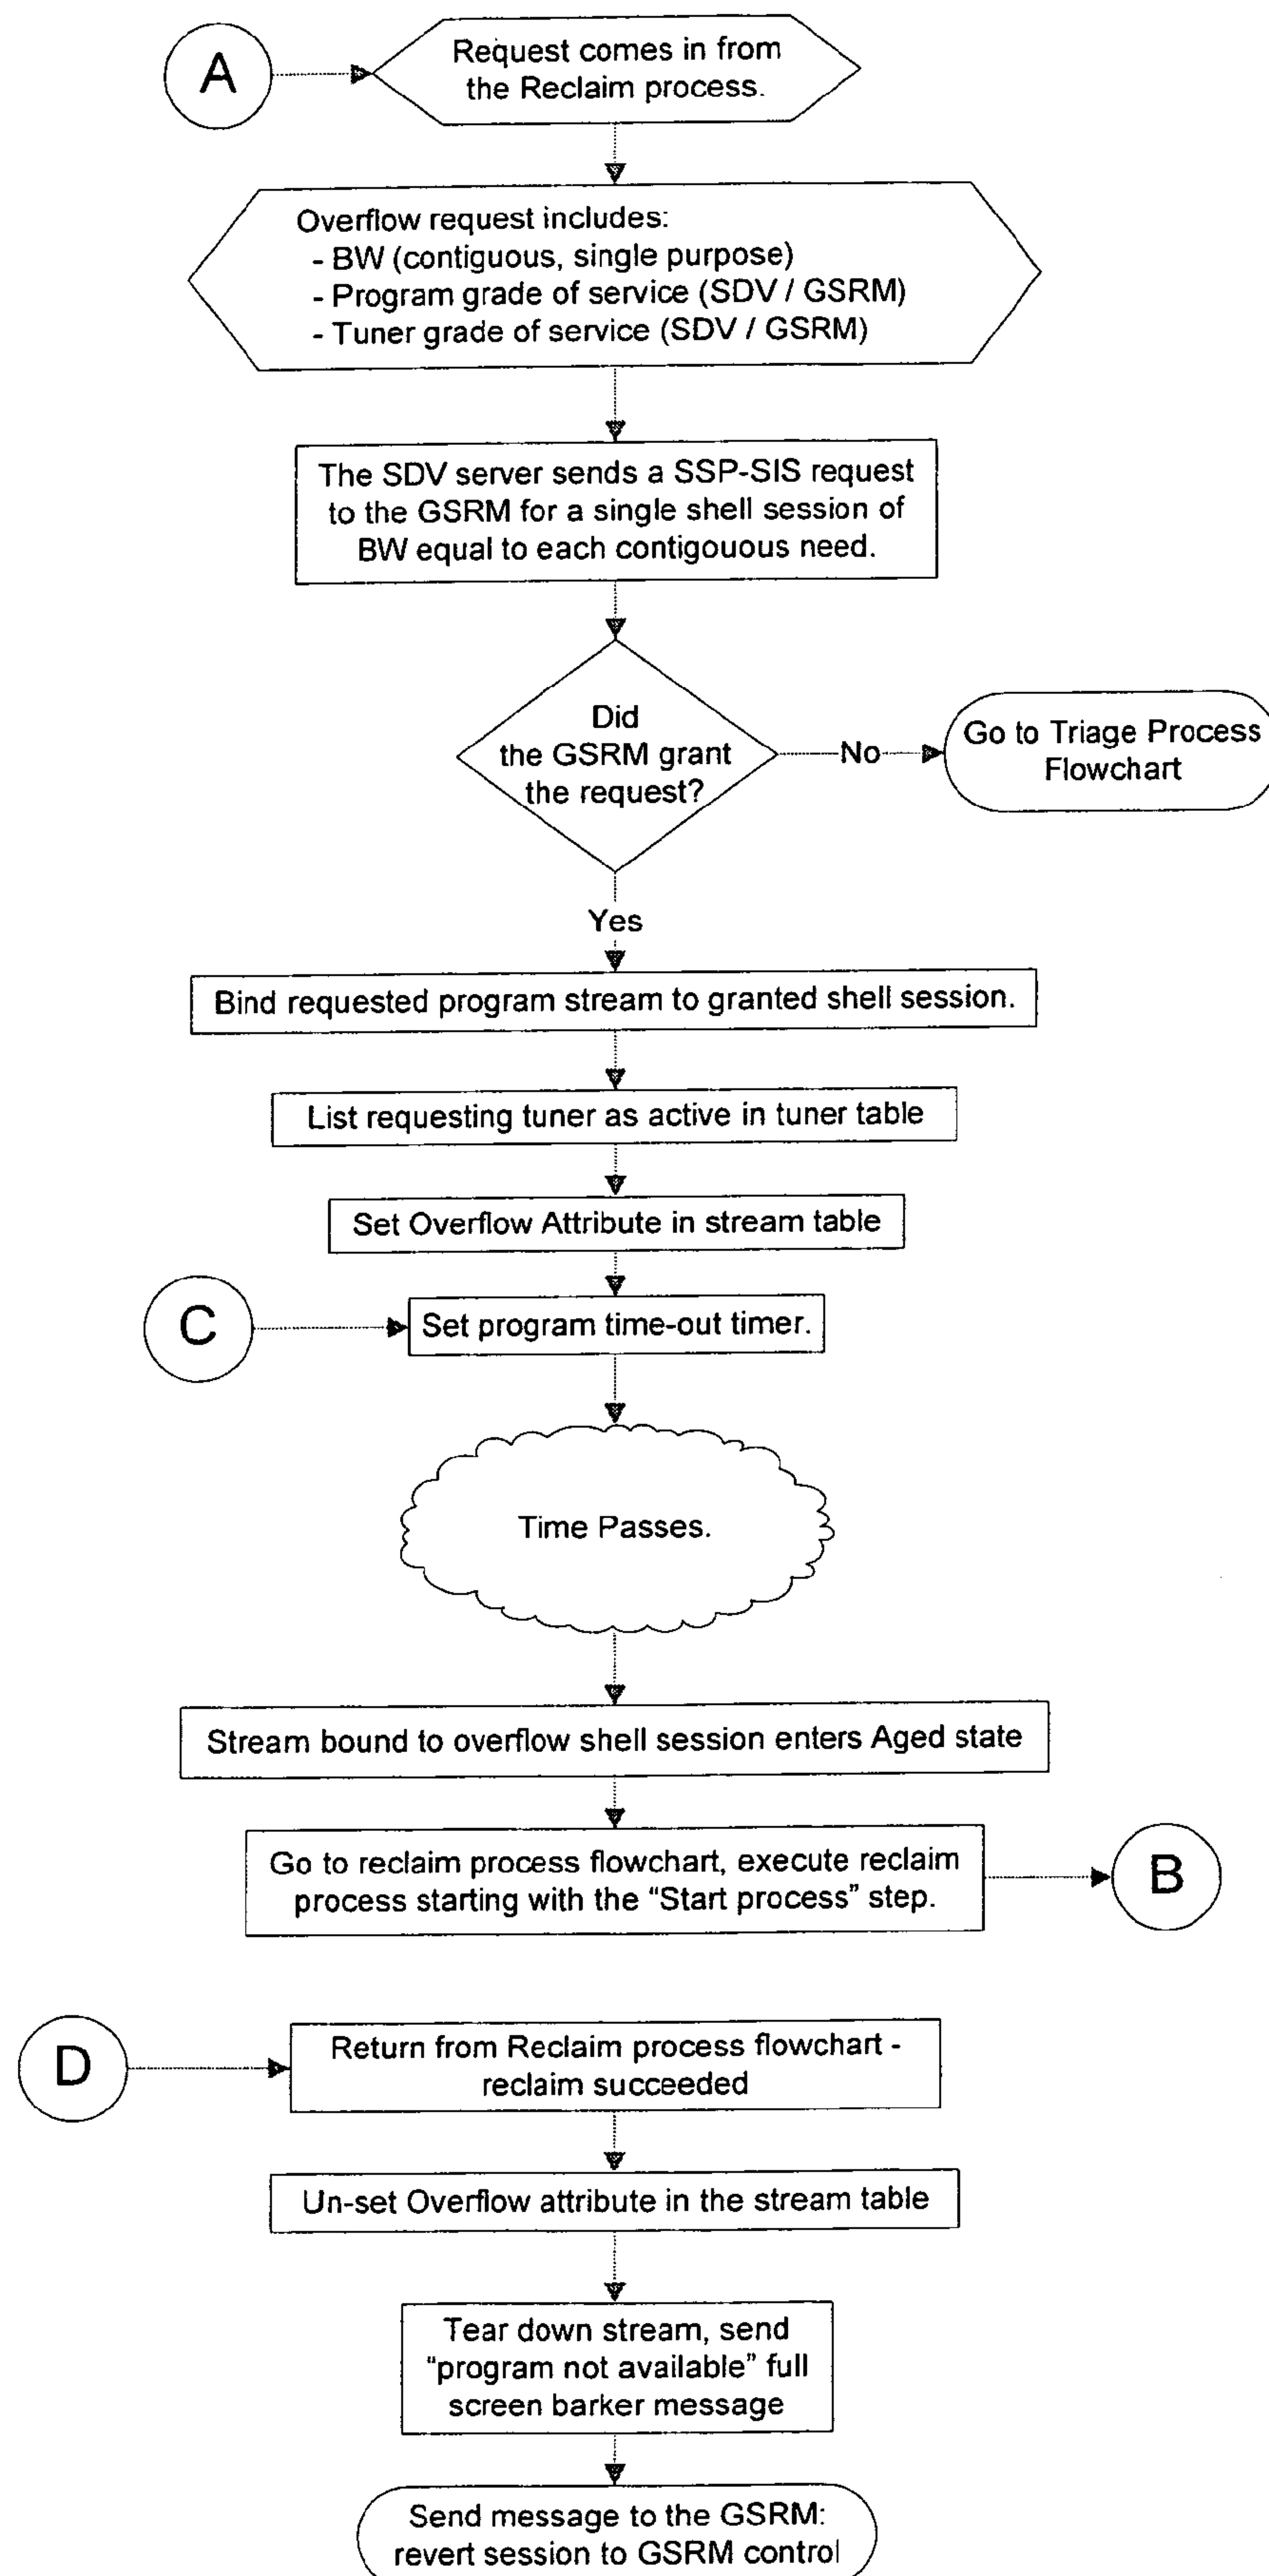 A
Request comes in from
the Reclaim process.
Overflow request includes:
- BW (contiguous, single purpose)
- Program grade of service (SDV / GSRM)
- Tuner grade of service (SDV / GSRM)
The SDV server sends a SSP-SIS request
to the GSRM for a single shell session of
BW equal to each contigouous need.
Did
the GSRM grant
the request?
No
Go to Triage Process
Flowchart
Yes
Bind requested program stream to granted shell session.
List requesting tuner as active in tuner table
Set Overflow Attribute in stream table
C
Set program time-out timer.
Time Passes.
Stream bound to overflow shell session enters Aged state
Go to reclaim process flowchart, execute reclaim
process starting with the “Start process” step.
B
D
Return from Reclaim process flowchart -
reclaim succeeded
Un-set Overflow attribute in the stream table
Tear down stream, send
“program not available” full
screen barker message
Send message to the GSRM:
revert session to GSRM control